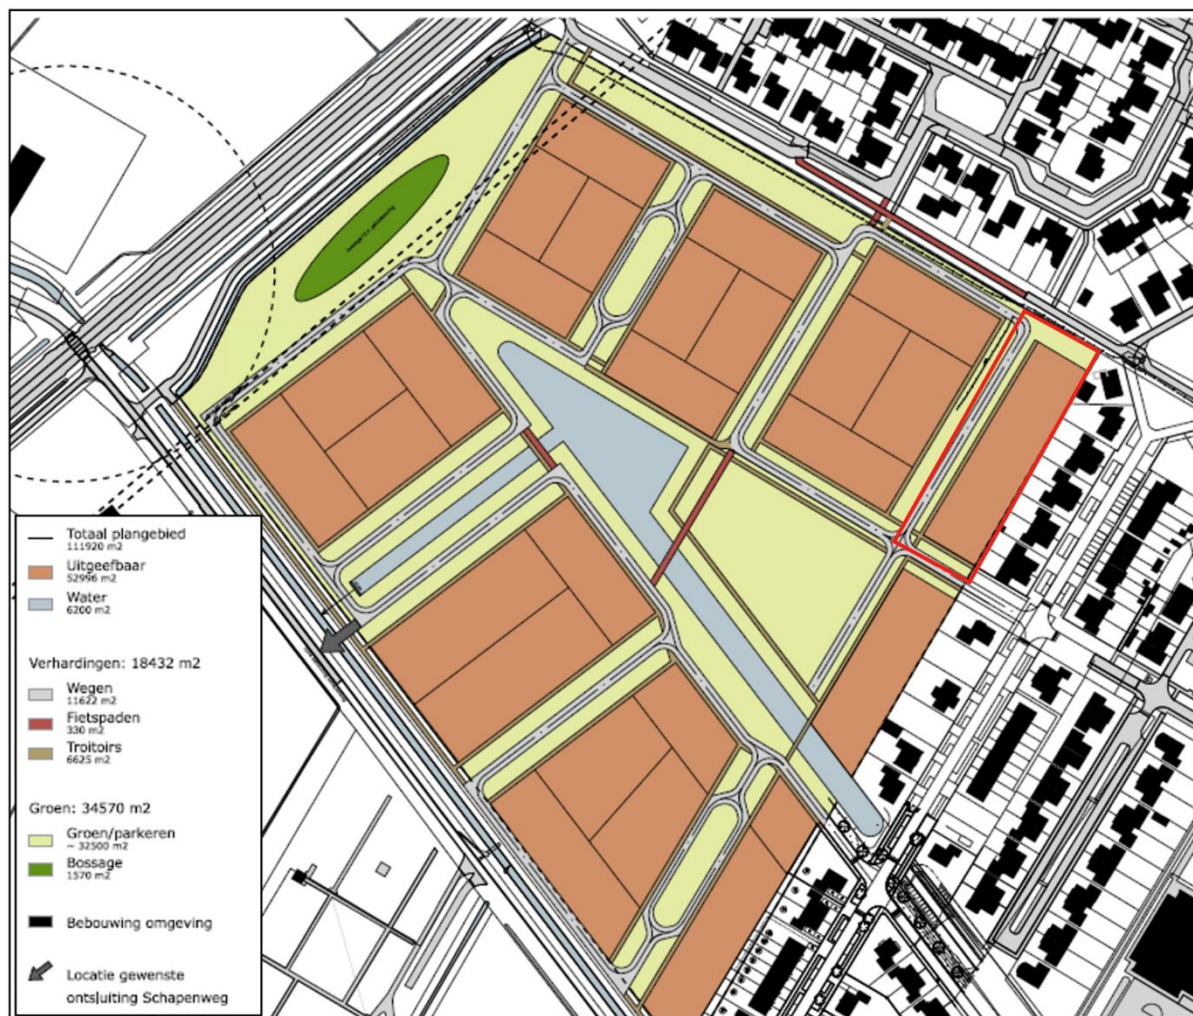 Totaal plangebied
111920 m2
Uitgeefbaar
52996 m2
Water
6200 m2
Verhardingen: 18432 m2
Wegen
11622 m2
Fietspaden
330 m2
Troitoirs
6625 m2
Groen: 34570 m2
Groen/parkeren
~ 32500 m2
Bossage
1570 m2
Bebouwing omgeving
Locatie gewenste
ontsluiting Schapenweg